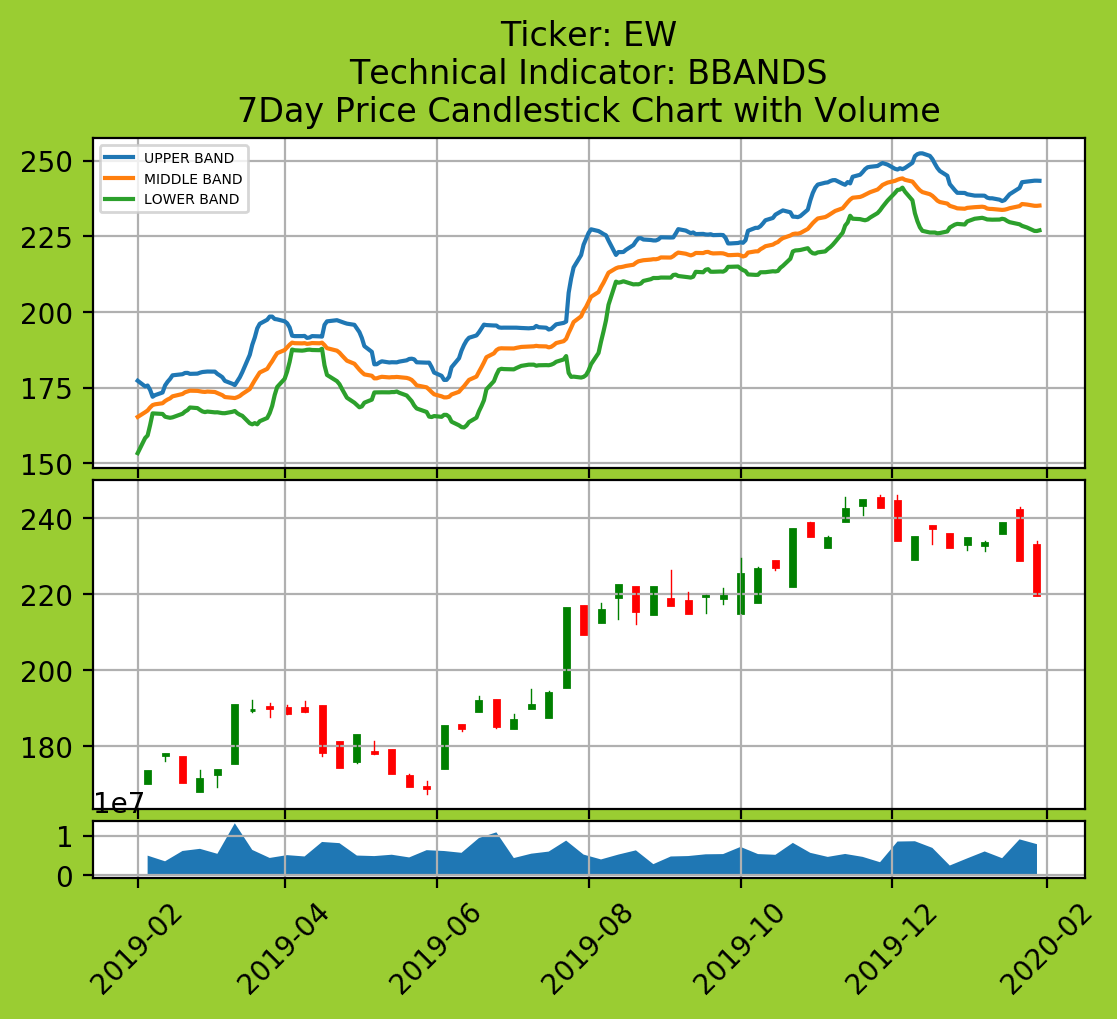 Ticker: EW
Technical Indicator: BBANDS
7Day Price Candlestick Chart with Volume
250
225
200
175
150
UPPER BAND
MIDDLE BAND
LOWER BAND
240
220
200
180
1e7
1
0
2019-02
2019-04
2019-06
2019-08
2019-10
2019-12
2020-02